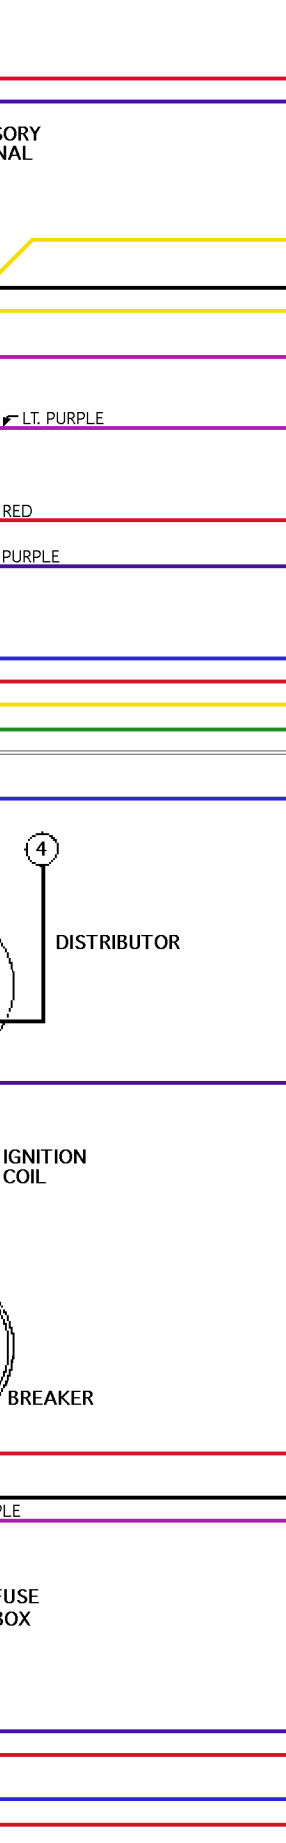 SORY
NAL
LT. PURPLE
RED
PURPLE
4
DISTRIBUTOR
IGNITION
COIL
BREAKER
PLE
FUSE
BOX